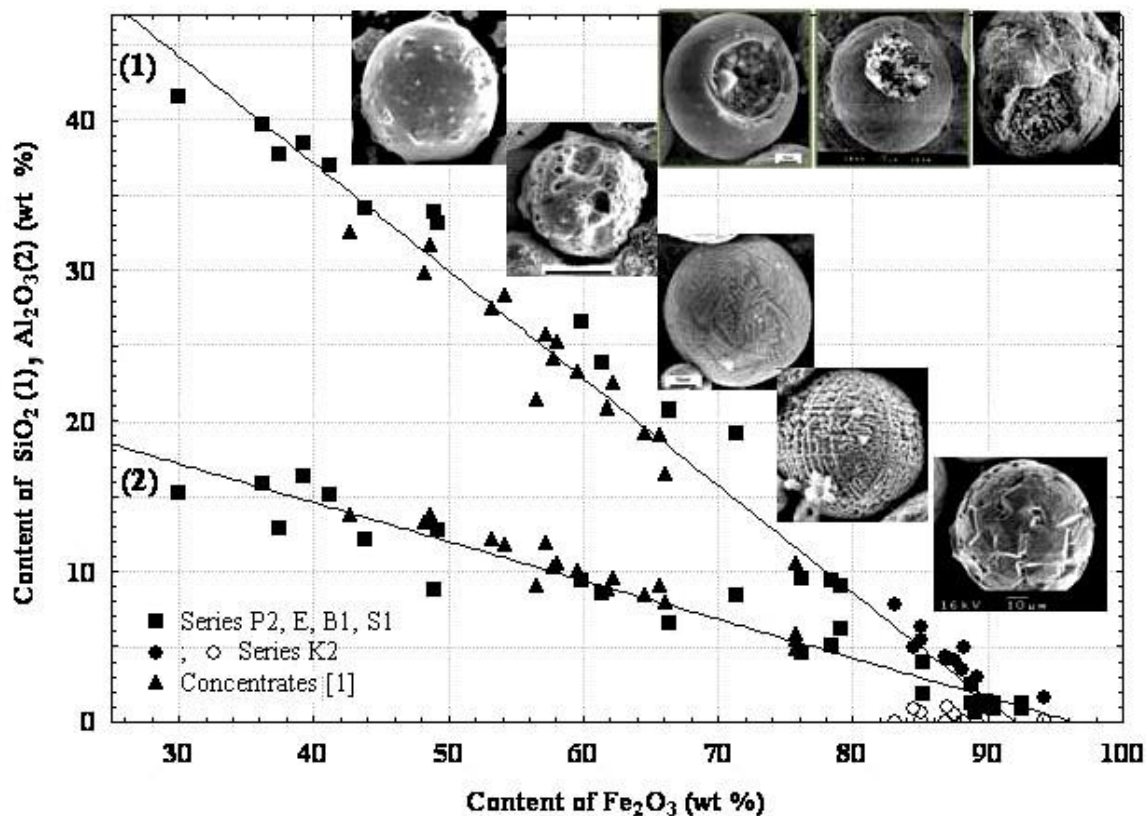 (1)
(2)
Content of SiO₂ (1), Al₂O₃(2) (wt %)
40
30
20
10
0
Series P2, E, B1, S1
; Series K2
Concentrates [1]
16kV 10µm
30 40 50 60 70 80 90 100
Content of Fe₂O₃ (wt %)